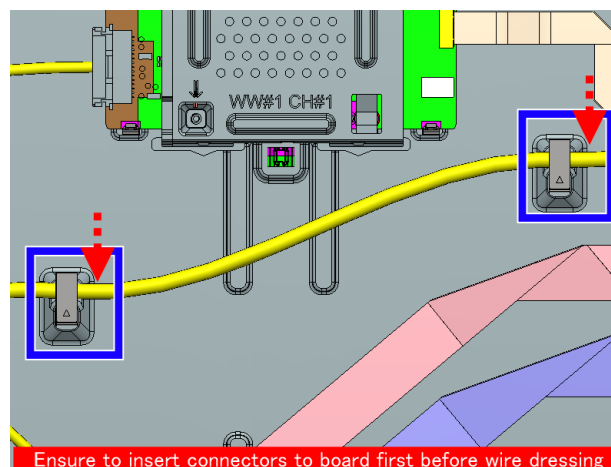 WW#1 CH#1
Ensure to insert connectors to board first before wire dressing